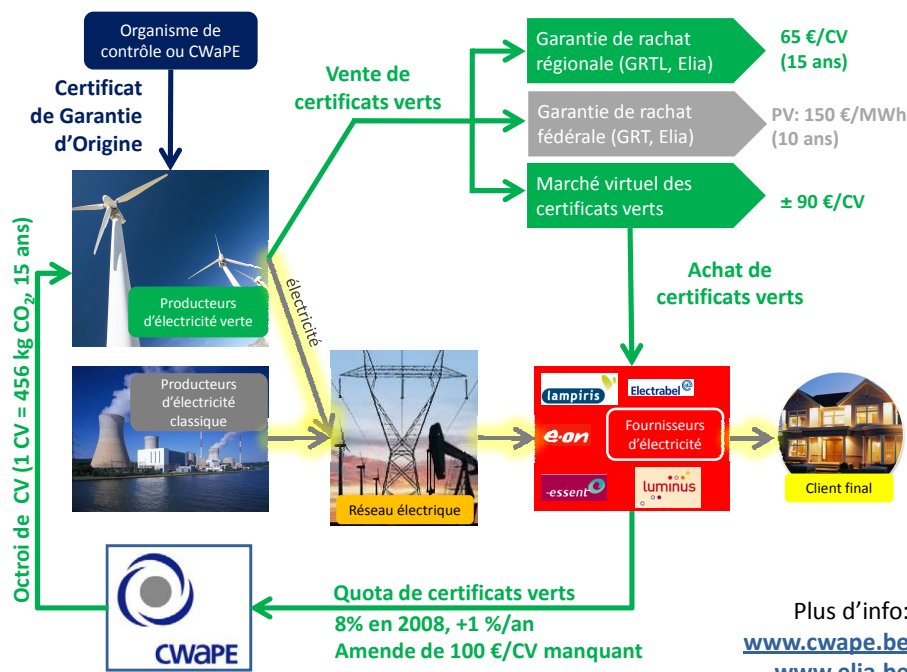 Organisme de
contrôle ou CWaPE
Certificat
de Garantie
d'Origine
Vente de
certificats verts
Garantie de rachat
régionale (GRTL, Elia)
65 €/CV
(15 ans)
Garantie de rachat
fédérale (GRT, Elia)
PV: 150 €/MWh
(10 ans)
Marché virtuel des
certificats verts
± 90 €/CV
Achat de
certificats verts
Octroi de CV (1 CV = 456 kg CO₂, 15 ans)
Producteurs
d'électricité verte
électricité
Producteurs
d'électricité
classique
Réseau électrique
lampiris
Electrabel
e·on
Fournisseurs
d'électricité
essent
luminus
Client final
CWaPE
Quota de certificats verts
8% en 2008, +1 %/an
Amende de 100 €/CV manquant
Plus d'info:
www.cwape.be
www.elia.be